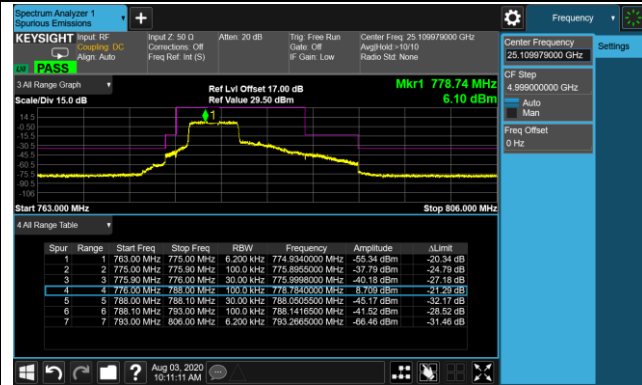 Spectrum Analyzer 1
Spurious Emissions
Frequency
KEYSIGHT
Input: RF
Coupling: DC
Align: Auto
Input Z: 50 Ω
Corrections: Off
Freq Ref: Int (S)
Atten: 20 dB
Trig: Free Run
Gate: Off
IF Gain: Low
Center Freq: 25.109979000 GHz
Avg|Hold:>10/10
Radio Std: None
PASS
Center Frequency
25.109979000 GHz
Settings
CF Step
4.999000000 GHz
Auto
Man
Freq Offset
0 Hz
3 All Range Graph
Scale/Div 15.0 dB
Ref Lvl Offset 17.00 dB
Ref Value 29.50 dBm
Mkr1 778.74 MHz
6.10 dBm
1
14.5
-0.50
-15.5
-30.5
-45.5
-60.5
-75.5
-90.5
-106
Start 763.000 MHz
Stop 806.000 MHz
4 All Range Table
Spur Range Start Freq Stop Freq RBW Frequency Amplitude ΔLimit
1 1 763.00 MHz 775.00 MHz 6.200 kHz 774.9340000 MHz -55.34 dBm -20.34 dB
2 2 775.00 MHz 775.90 MHz 100.0 kHz 775.8955000 MHz -37.79 dBm -24.79 dB
3 3 775.90 MHz 776.00 MHz 30.00 kHz 775.9998000 MHz -40.18 dBm -27.18 dB
4 4 776.00 MHz 788.00 MHz 100.0 kHz 778.7840000 MHz 8.709 dBm -21.29 dB
5 5 788.00 MHz 788.10 MHz 30.00 kHz 788.0505500 MHz -45.17 dBm -32.17 dB
6 6 788.10 MHz 793.00 MHz 100.0 kHz 788.1416500 MHz -41.52 dBm -28.52 dB
7 7 793.00 MHz 806.00 MHz 6.200 kHz 793.2665000 MHz -66.46 dBm -31.46 dB
Aug 03, 2020
10:11:11 AM